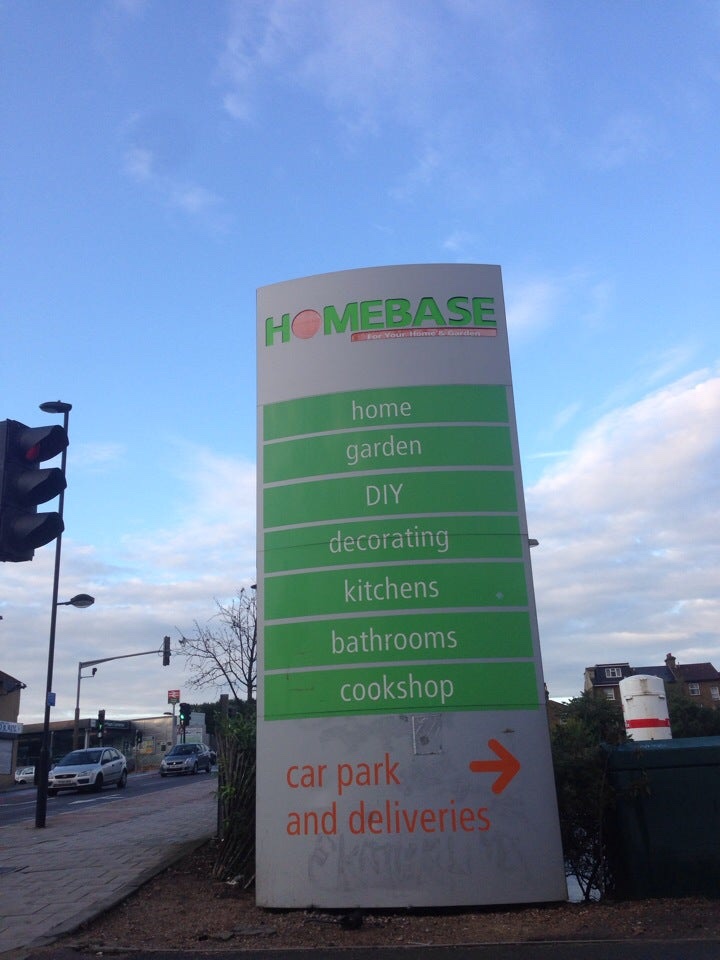 HOMEBASE
For Your Home & Garden
home
garden
DIY
decorating
kitchens
bathrooms
cookshop
car park
and deliveries